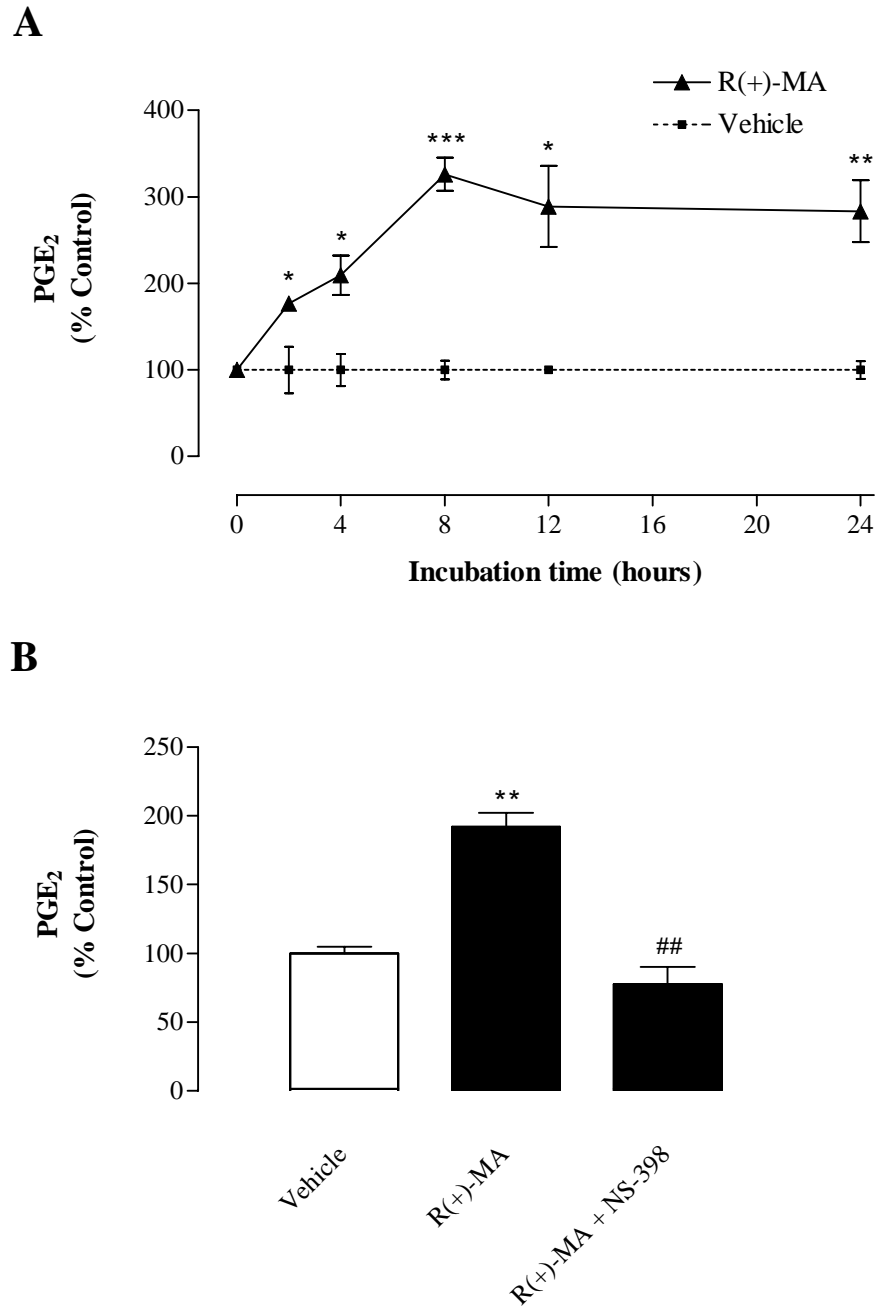 A
R(+)-MA
Vehicle
400
300
200
100
0
PGE₂
(% Control)
***
*
**
*
*
0 4 8 12 16 20 24
Incubation time (hours)
B
250
200
150
100
50
0
PGE₂
(% Control)
**
##
Vehicle
R(+)-MA
R(+)-MA + NS-398